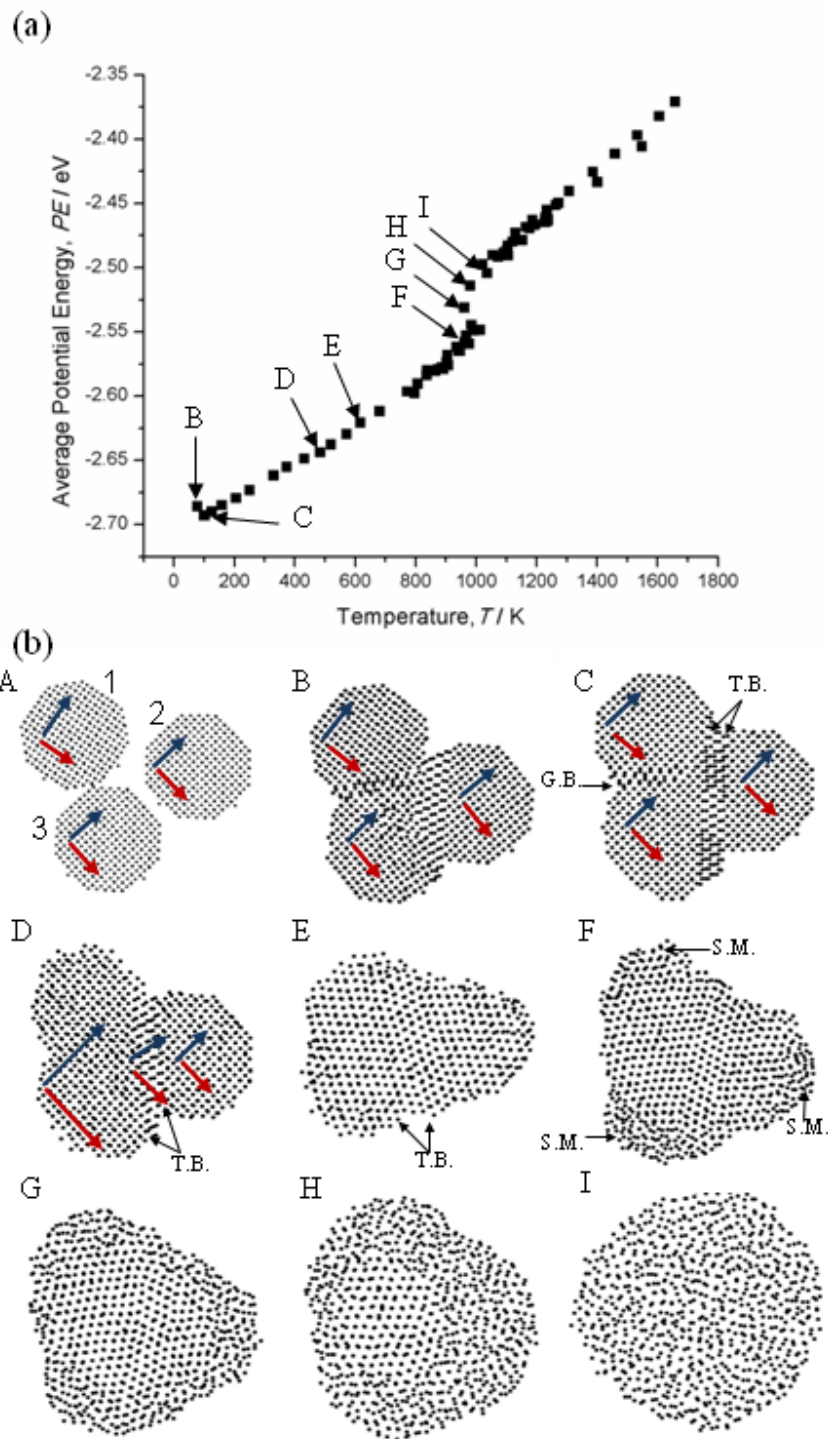 (a)
Average Potential Energy, PE / eV
-2.35
-2.40
-2.45
-2.50
-2.55
-2.60
-2.65
-2.70
I
H
G
F
E
D
B
C
0 200 400 600 800 1000 1200 1400 1600 1800
Temperature, T / K
(b)
A 1 2 3
B
C T.B. G.B.
D T.B.
E T.B.
F S.M. S.M. S.M.
G
H
I